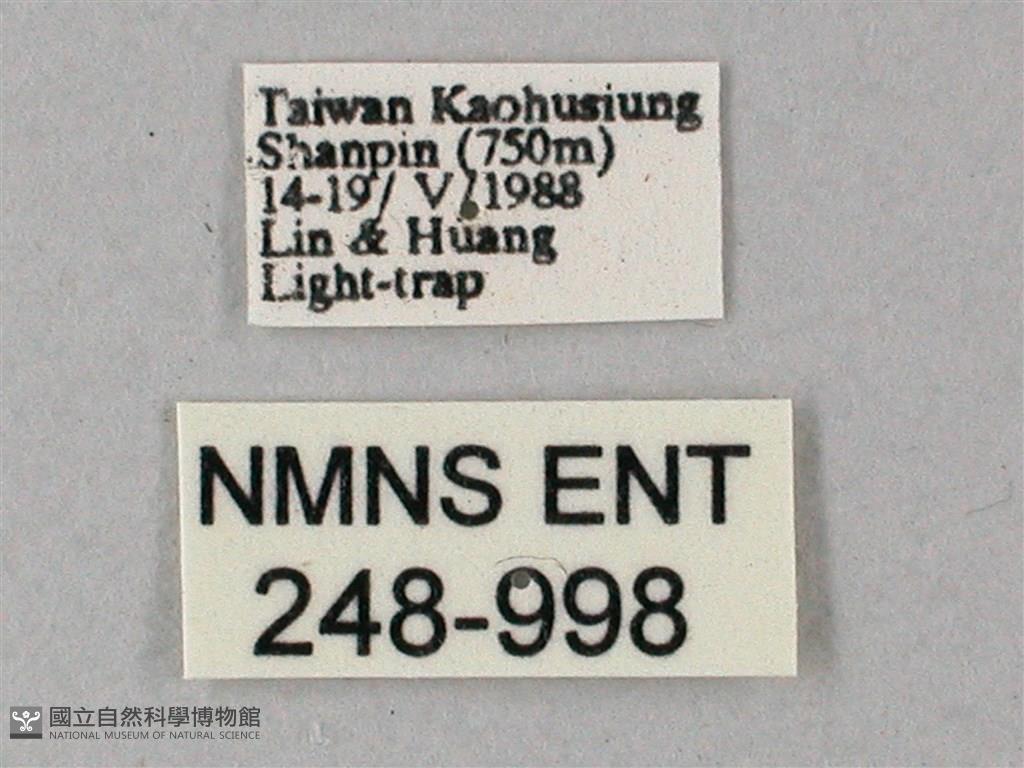 Taiwan Kaohusiung
Shanpin (750m)
14-19/ V/1988
Lin & Huang
Light-trap
NMNS ENT
248-998
國立自然科學博物館
NATIONAL MUSEUM OF NATURAL SCIENCE